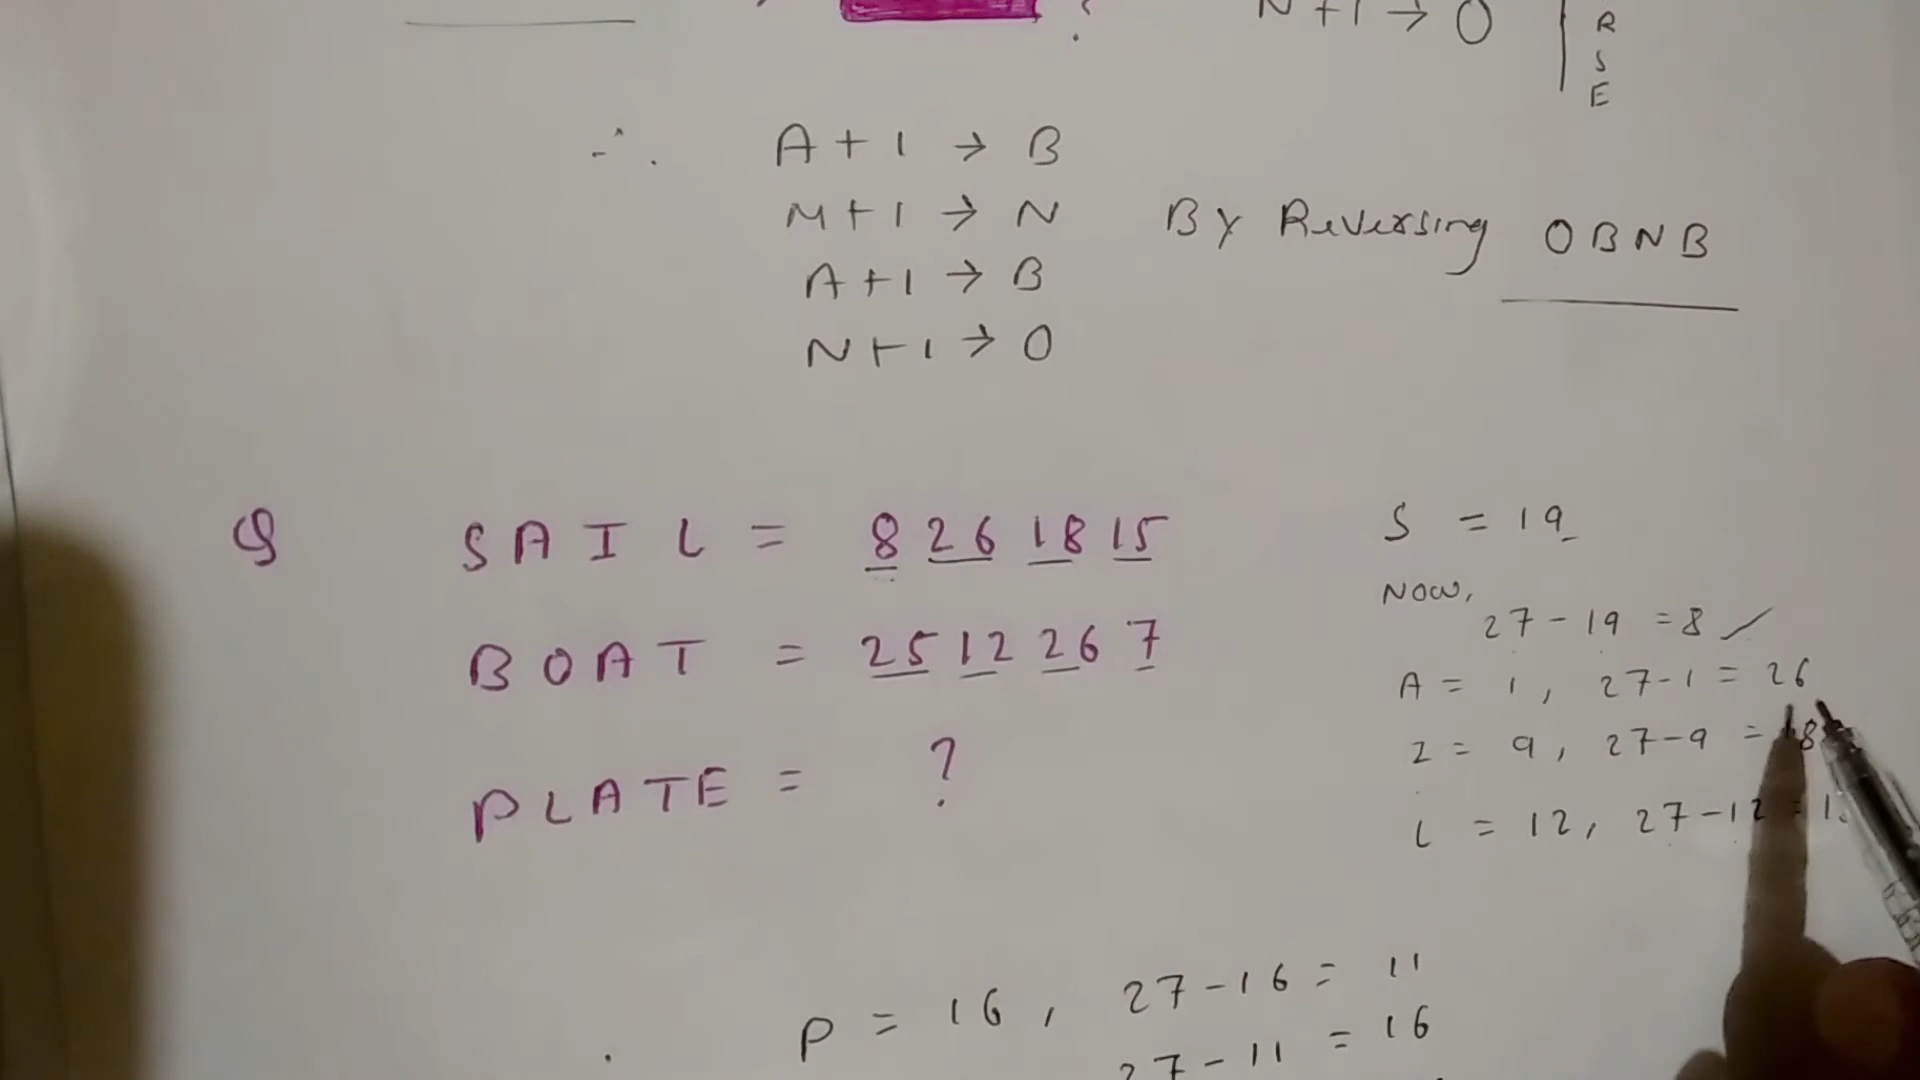 N + 1 → O
R
S
E
∴ A + 1 → B
M + 1 → N
By Reversing OBNB
A + 1 → B
N + 1 → O
Q SAIL = 8 26 18 15
BOAT = 25 12 26 7
PLATE = ?
S = 19
Now,
27 - 19 = 8
A = 1, 27-1 = 26
I = 9, 27-9 = 18
L = 12, 27-12 =
P = 16, 27-16 = 11
27 - 11 = 16